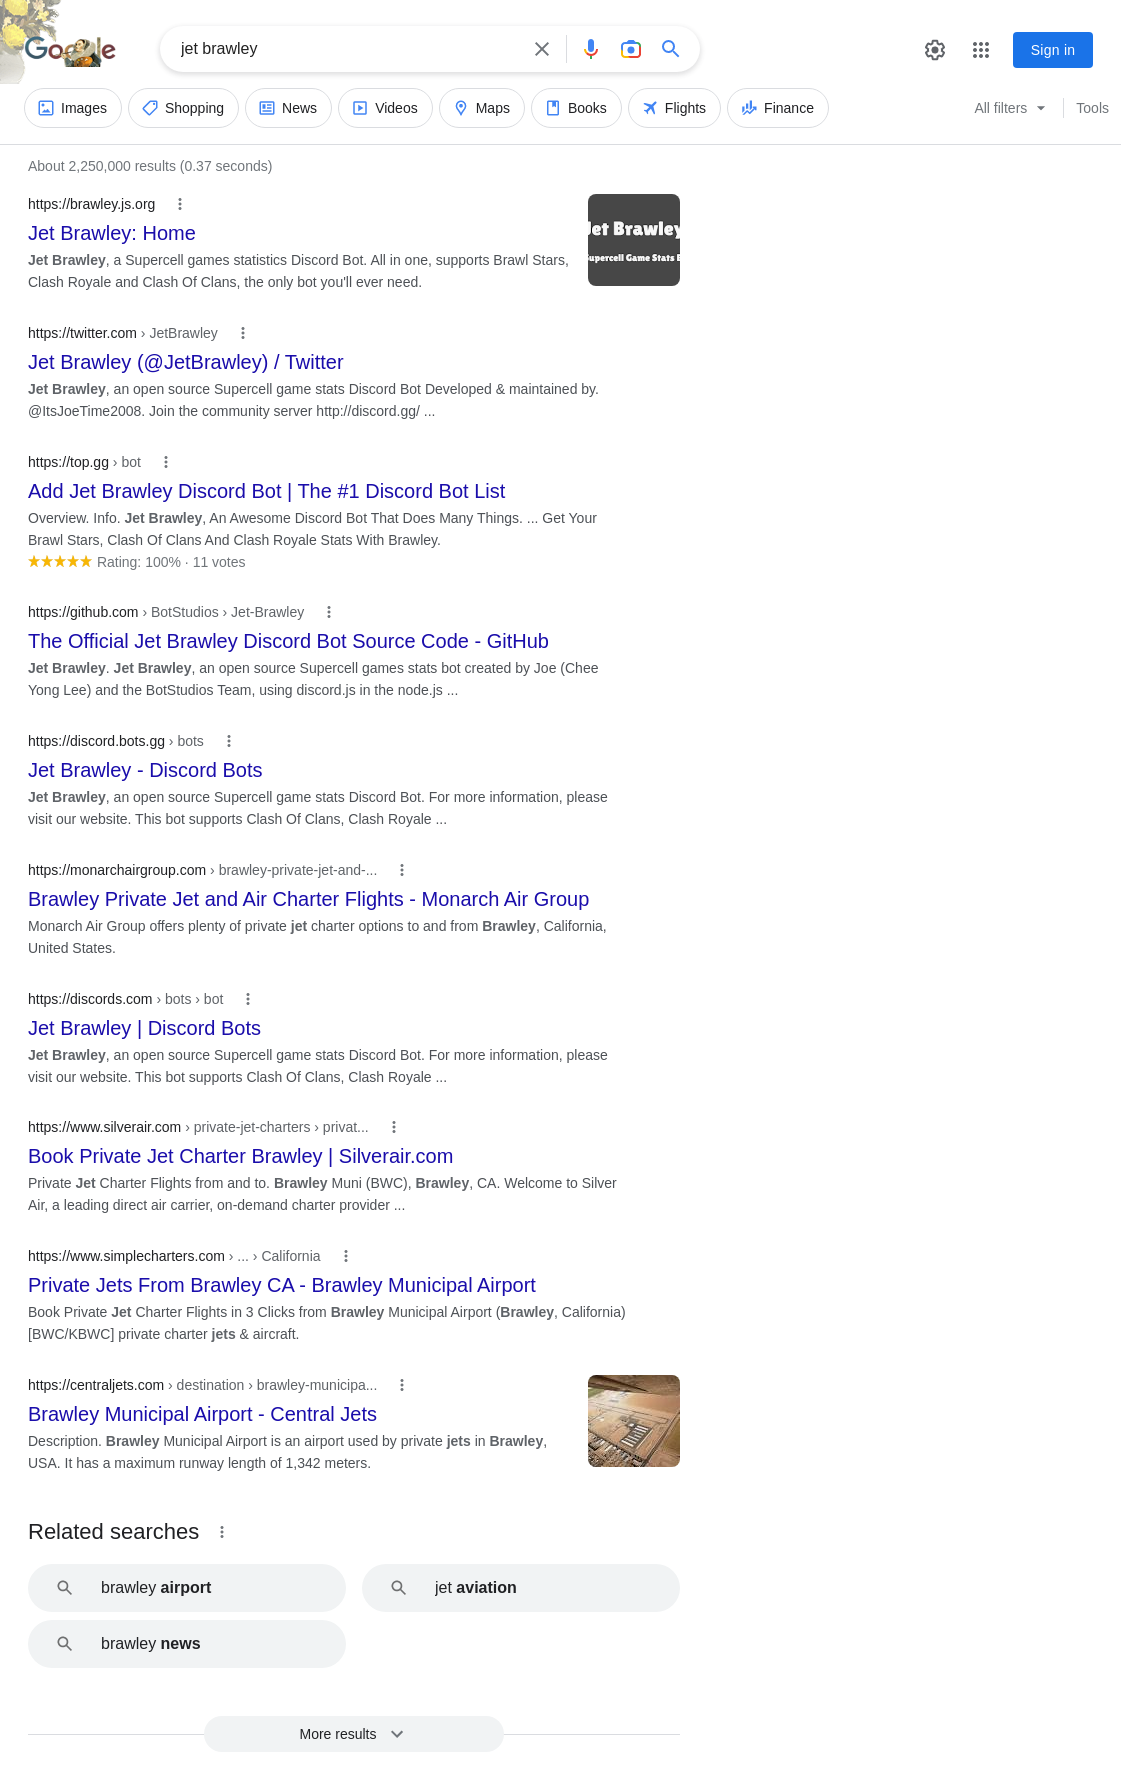 Google
jet brawley
Sign in
Images
Shopping
News
Videos
Maps
Books
Flights
Finance
All filters
Tools
About 2,250,000 results (0.37 seconds)
https://brawley.js.org
Jet Brawley: Home
Jet Brawley, a Supercell games statistics Discord Bot. All in one, supports Brawl Stars,
Clash Royale and Clash Of Clans, the only bot you'll ever need.
Jet Brawley
Supercell Game Stats B
https://twitter.com › JetBrawley
Jet Brawley (@JetBrawley) / Twitter
Jet Brawley, an open source Supercell game stats Discord Bot Developed & maintained by.
@ItsJoeTime2008. Join the community server http://discord.gg/ ...
https://top.gg › bot
Add Jet Brawley Discord Bot | The #1 Discord Bot List
Overview. Info. Jet Brawley, An Awesome Discord Bot That Does Many Things. ... Get Your
Brawl Stars, Clash Of Clans And Clash Royale Stats With Brawley.
Rating: 100% · 11 votes
https://github.com › BotStudios › Jet-Brawley
The Official Jet Brawley Discord Bot Source Code - GitHub
Jet Brawley. Jet Brawley, an open source Supercell games stats bot created by Joe (Chee
Yong Lee) and the BotStudios Team, using discord.js in the node.js ...
https://discord.bots.gg › bots
Jet Brawley - Discord Bots
Jet Brawley, an open source Supercell game stats Discord Bot. For more information, please
visit our website. This bot supports Clash Of Clans, Clash Royale ...
https://monarchairgroup.com › brawley-private-jet-and-...
Brawley Private Jet and Air Charter Flights - Monarch Air Group
Monarch Air Group offers plenty of private jet charter options to and from Brawley, California,
United States.
https://discords.com › bots › bot
Jet Brawley | Discord Bots
Jet Brawley, an open source Supercell game stats Discord Bot. For more information, please
visit our website. This bot supports Clash Of Clans, Clash Royale ...
https://www.silverair.com › private-jet-charters › privat...
Book Private Jet Charter Brawley | Silverair.com
Private Jet Charter Flights from and to. Brawley Muni (BWC), Brawley, CA. Welcome to Silver
Air, a leading direct air carrier, on-demand charter provider ...
https://www.simplecharters.com › ... › California
Private Jets From Brawley CA - Brawley Municipal Airport
Book Private Jet Charter Flights in 3 Clicks from Brawley Municipal Airport (Brawley, California)
[BWC/KBWC] private charter jets & aircraft.
https://centraljets.com › destination › brawley-municipa...
Brawley Municipal Airport - Central Jets
Description. Brawley Municipal Airport is an airport used by private jets in Brawley,
USA. It has a maximum runway length of 1,342 meters.
Related searches
brawley airport
jet aviation
brawley news
More results